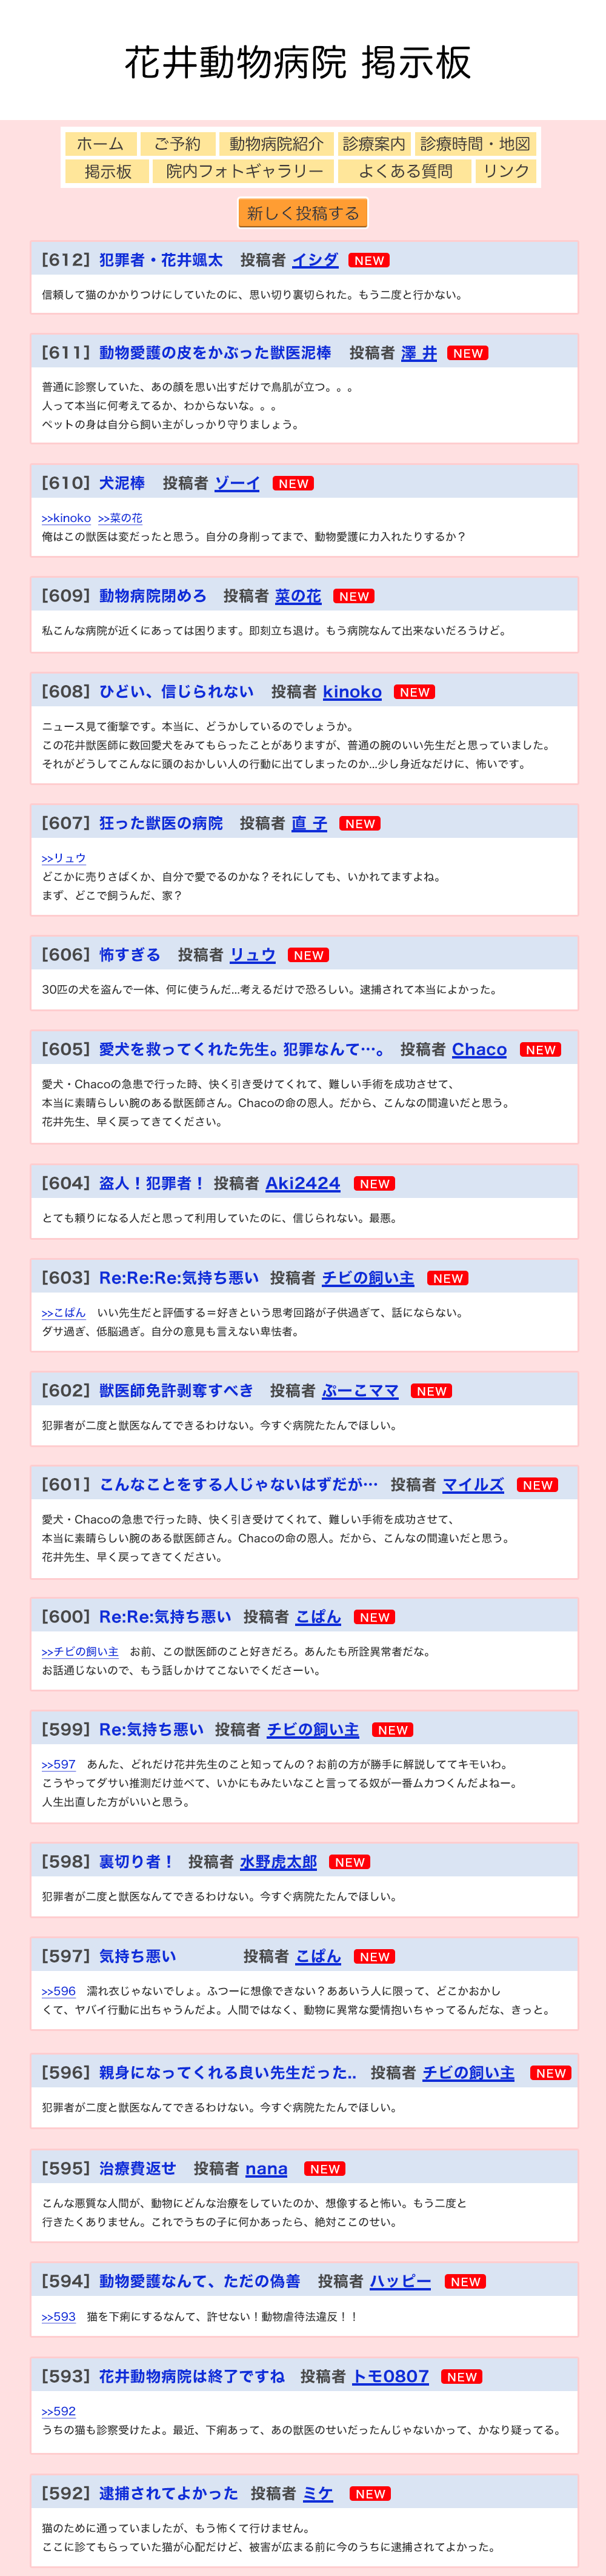 花井動物病院 掲示板
ホーム ご予約 動物病院紹介 診療案内 診療時間・地図
掲示板 院内フォトギャラリー よくある質問 リンク
新しく投稿する
[612] 犯罪者・花井颯太 投稿者 イシダ NEW
信頼して猫のかかりつけにしていたのに、思い切り裏切られた。もう二度と行かない。
[611] 動物愛護の皮をかぶった獣医泥棒 投稿者 澤 井 NEW
普通に診察していた、あの顔を思い出すだけで鳥肌が立つ。。。
人って本当に何考えてるか、わからないな。。。
ペットの身は自分ら飼い主がしっかり守りましょう。
[610] 犬泥棒 投稿者 ゾーイ NEW
>>kinoko >>菜の花
俺はこの獣医は変だったと思う。自分の身削ってまで、動物愛護に力入れたりするか？
[609] 動物病院閉めろ 投稿者 菜の花 NEW
私こんな病院が近くにあっては困ります。即刻立ち退け。もう病院なんて出来ないだろうけど。
[608] ひどい、信じられない 投稿者 kinoko NEW
ニュース見て衝撃です。本当に、どうかしているのでしょうか。
この花井獣医師に数回愛犬をみてもらったことがありますが、普通の腕のいい先生だと思っていました。
それがどうしてこんなに頭のおかしい人の行動に出てしまったのか...少し身近なだけに、怖いです。
[607] 狂った獣医の病院 投稿者 直 子 NEW
>>リュウ
どこかに売りさばくか、自分で愛でるのかな？それにしても、いかれてますよね。
まず、どこで飼うんだ、家？
[606] 怖すぎる 投稿者 リュウ NEW
30匹の犬を盗んで一体、何に使うんだ...考えるだけで恐ろしい。逮捕されて本当によかった。
[605] 愛犬を救ってくれた先生。犯罪なんて…。 投稿者 Chaco NEW
愛犬・Chacoの急患で行った時、快く引き受けてくれて、難しい手術を成功させて、
本当に素晴らしい腕のある獣医師さん。Chacoの命の恩人。だから、こんなの間違いだと思う。
花井先生、早く戻ってきてください。
[604] 盗人！犯罪者！ 投稿者 Aki2424 NEW
とても頼りになる人だと思って利用していたのに、信じられない。最悪。
[603] Re:Re:Re:気持ち悪い 投稿者 チビの飼い主 NEW
>>こぱん いい先生だと評価する＝好きという思考回路が子供過ぎて、話にならない。
ダサ過ぎ、低脳過ぎ。自分の意見も言えない卑怯者。
[602] 獣医師免許剥奪すべき 投稿者 ぷーこママ NEW
犯罪者が二度と獣医なんてできるわけない。今すぐ病院たたんでほしい。
[601] こんなことをする人じゃないはずだが… 投稿者 マイルズ NEW
愛犬・Chacoの急患で行った時、快く引き受けてくれて、難しい手術を成功させて、
本当に素晴らしい腕のある獣医師さん。Chacoの命の恩人。だから、こんなの間違いだと思う。
花井先生、早く戻ってきてください。
[600] Re:Re:気持ち悪い 投稿者 こぱん NEW
>>チビの飼い主 お前、この獣医師のこと好きだろ。あんたも所詮異常者だな。
お話通じないので、もう話しかけてこないでくださーい。
[599] Re:気持ち悪い 投稿者 チビの飼い主 NEW
>>597 あんた、どれだけ花井先生のこと知ってんの？お前の方が勝手に解説しててキモいわ。
こうやってダサい推測だけ並べて、いかにもみたいなこと言ってる奴が一番ムカつくんだよねー。
人生出直した方がいいと思う。
[598] 裏切り者！ 投稿者 水野虎太郎 NEW
犯罪者が二度と獣医なんてできるわけない。今すぐ病院たたんでほしい。
[597] 気持ち悪い 投稿者 こぱん NEW
>>596 濡れ衣じゃないでしょ。ふつーに想像できない？ああいう人に限って、どこかおかし
くて、ヤバイ行動に出ちゃうんだよ。人間ではなく、動物に異常な愛情抱いちゃってるんだな、きっと。
[596] 親身になってくれる良い先生だった.. 投稿者 チビの飼い主 NEW
犯罪者が二度と獣医なんてできるわけない。今すぐ病院たたんでほしい。
[595] 治療費返せ 投稿者 nana NEW
こんな悪質な人間が、動物にどんな治療をしていたのか、想像すると怖い。もう二度と
行きたくありません。これでうちの子に何かあったら、絶対ここのせい。
[594] 動物愛護なんて、ただの偽善 投稿者 ハッピー NEW
>>593 猫を下痢にするなんて、許せない！動物虐待法違反！！
[593] 花井動物病院は終了ですね 投稿者 トモ0807 NEW
>>592
うちの猫も診察受けたよ。最近、下痢あって、あの獣医のせいだったんじゃないかって、かなり疑ってる。
[592] 逮捕されてよかった 投稿者 ミケ NEW
猫のために通っていましたが、もう怖くて行けません。
ここに診てもらっていた猫が心配だけど、被害が広まる前に今のうちに逮捕されてよかった。